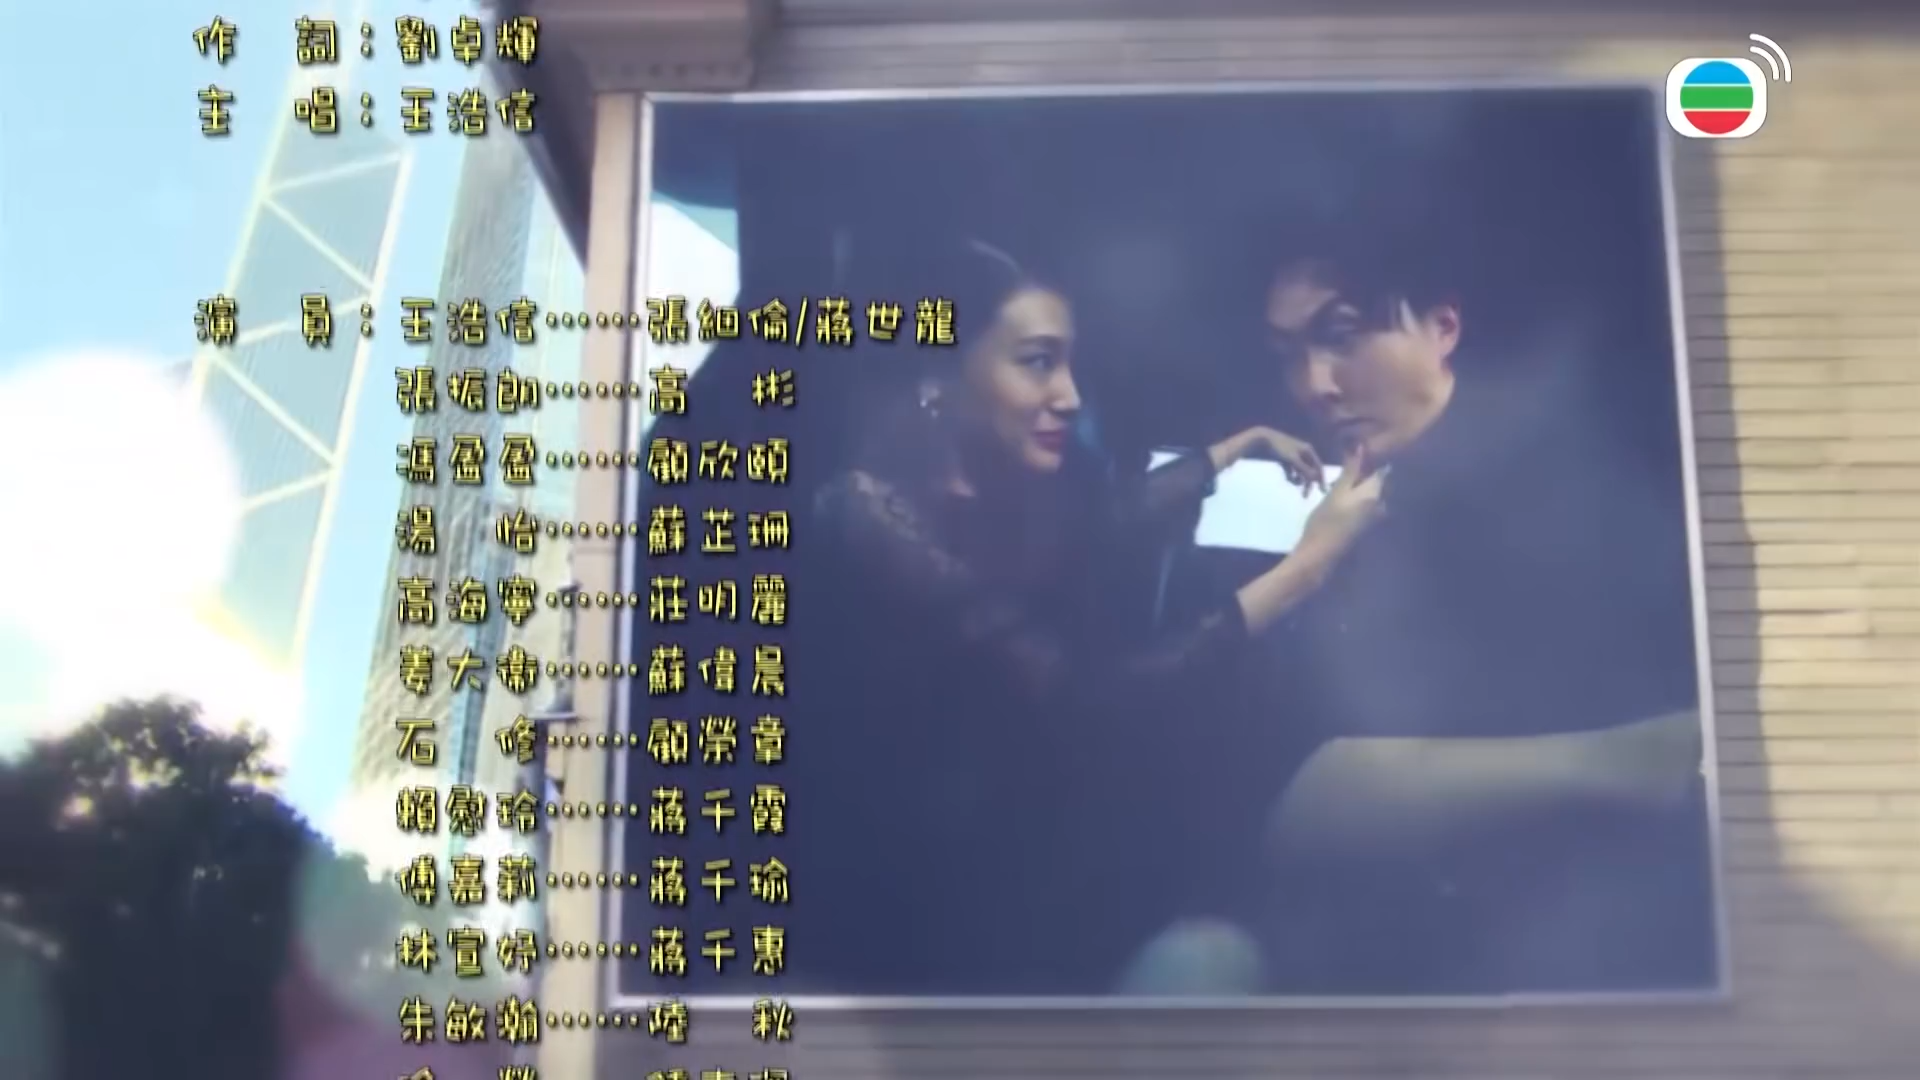 作　詞：劉卓輝
主　唱：王浩信
演　員：王浩信……張細倫/蔣世龍
張振朗……高　彬
馮盈盈……顧欣頤
湯　怡……蘇芷珊
高海寧……莊明麗
姜大衞……蘇偉晨
石　修……顧榮章
賴慰玲……蔣千霞
傅嘉莉……蔣千瑜
林宣妤……蔣千惠
朱敏瀚……陸　秋